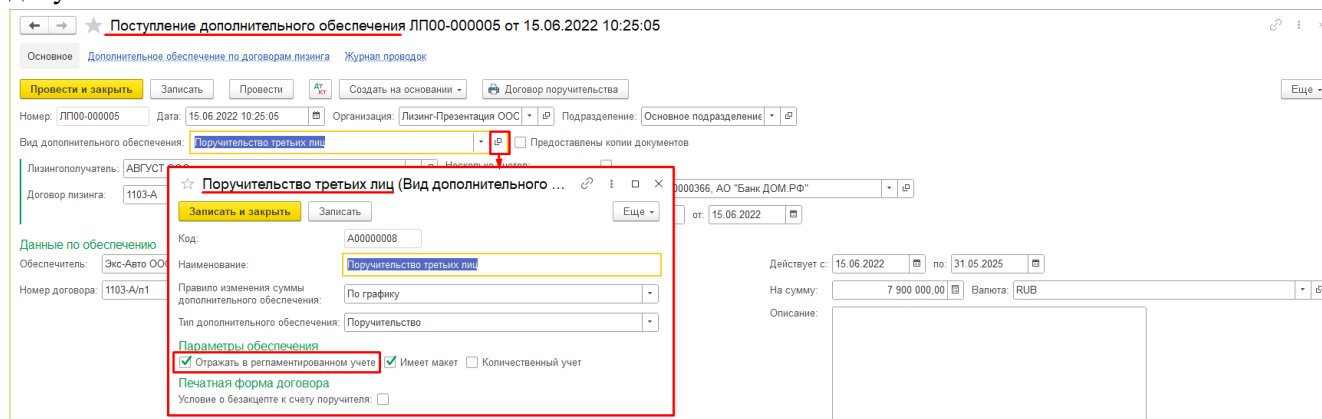 Поступление дополнительного обеспечения ЛП00-000005 от 15.06.2022 10:25:05
Основное Дополнительное обеспечение по договорам лизинга Журнал проводок
Провести и закрыть Записать Провести Дт Кт Создать на основании Договор поручительства Еще
Номер: ЛП00-000005 Дата: 15.06.2022 10:25:05 Организация: Лизинг-Презентация ООО Подразделение: Основное подразделение
Вид дополнительного обеспечения: Поручительство третьих лиц Предоставлены копии документов
Лизингополучатель: АВГУСТ ООО
Договор лизинга: 1103-А 0000366, АО "Банк ДОМ.РФ"
от: 15.06.2022
Данные по обеспечению
Обеспечитель: Экс-Авто ООО Действует с: 15.06.2022 по: 31.05.2025
Номер договора: 1103-А/п1 На сумму: 7 900 000,00 Валюта: RUB
Описание:
Поручительство третьих лиц (Вид дополнительного ...
Записать и закрыть Записать Еще
Код: А00000008
Наименование: Поручительство третьих лиц
Правило изменения суммы
дополнительного обеспечения: По графику
Тип дополнительного обеспечения: Поручительство
Параметры обеспечения
Отражать в регламентированном учете Имеет макет Количественный учет
Печатная форма договора
Условие о безакцепте к счету поручителя: